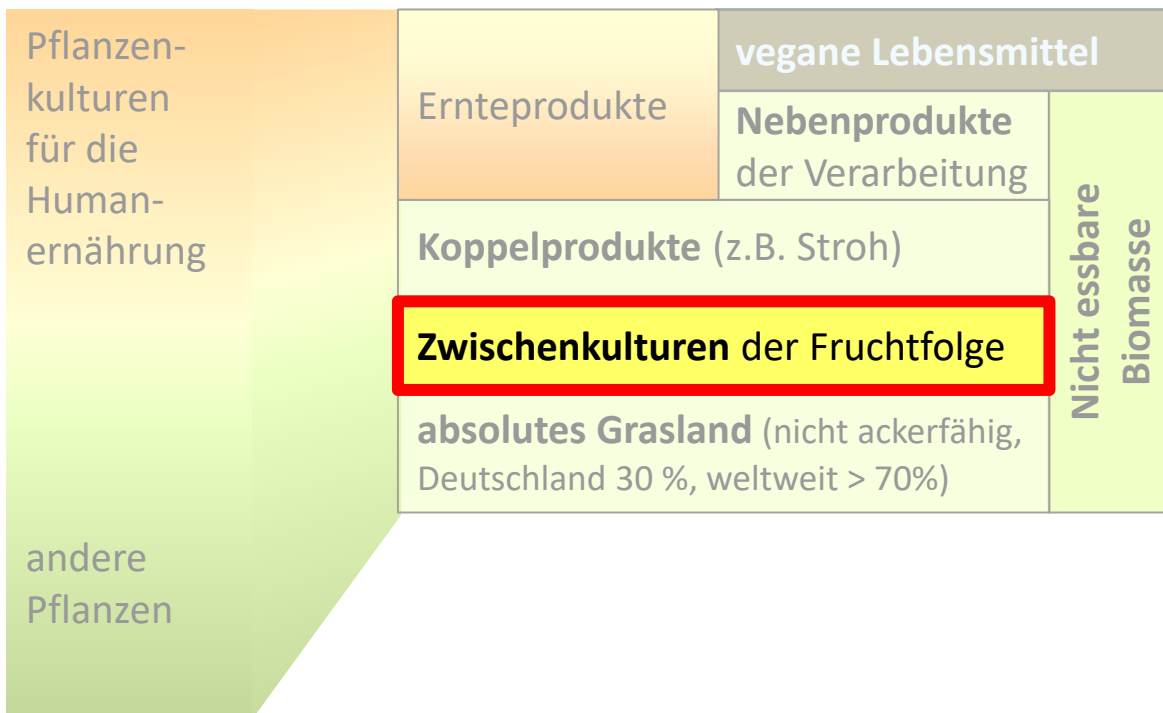 Pflanzen-
kulturen
für die
Human-
ernährung
andere
Pflanzen
Ernteprodukte
vegane Lebensmittel
Nebenprodukte
der Verarbeitung
Koppelprodukte (z.B. Stroh)
Zwischenkulturen der Fruchtfolge
absolutes Grasland (nicht ackerfähig,
Deutschland 30 %, weltweit > 70%)
Nicht essbare
Biomasse